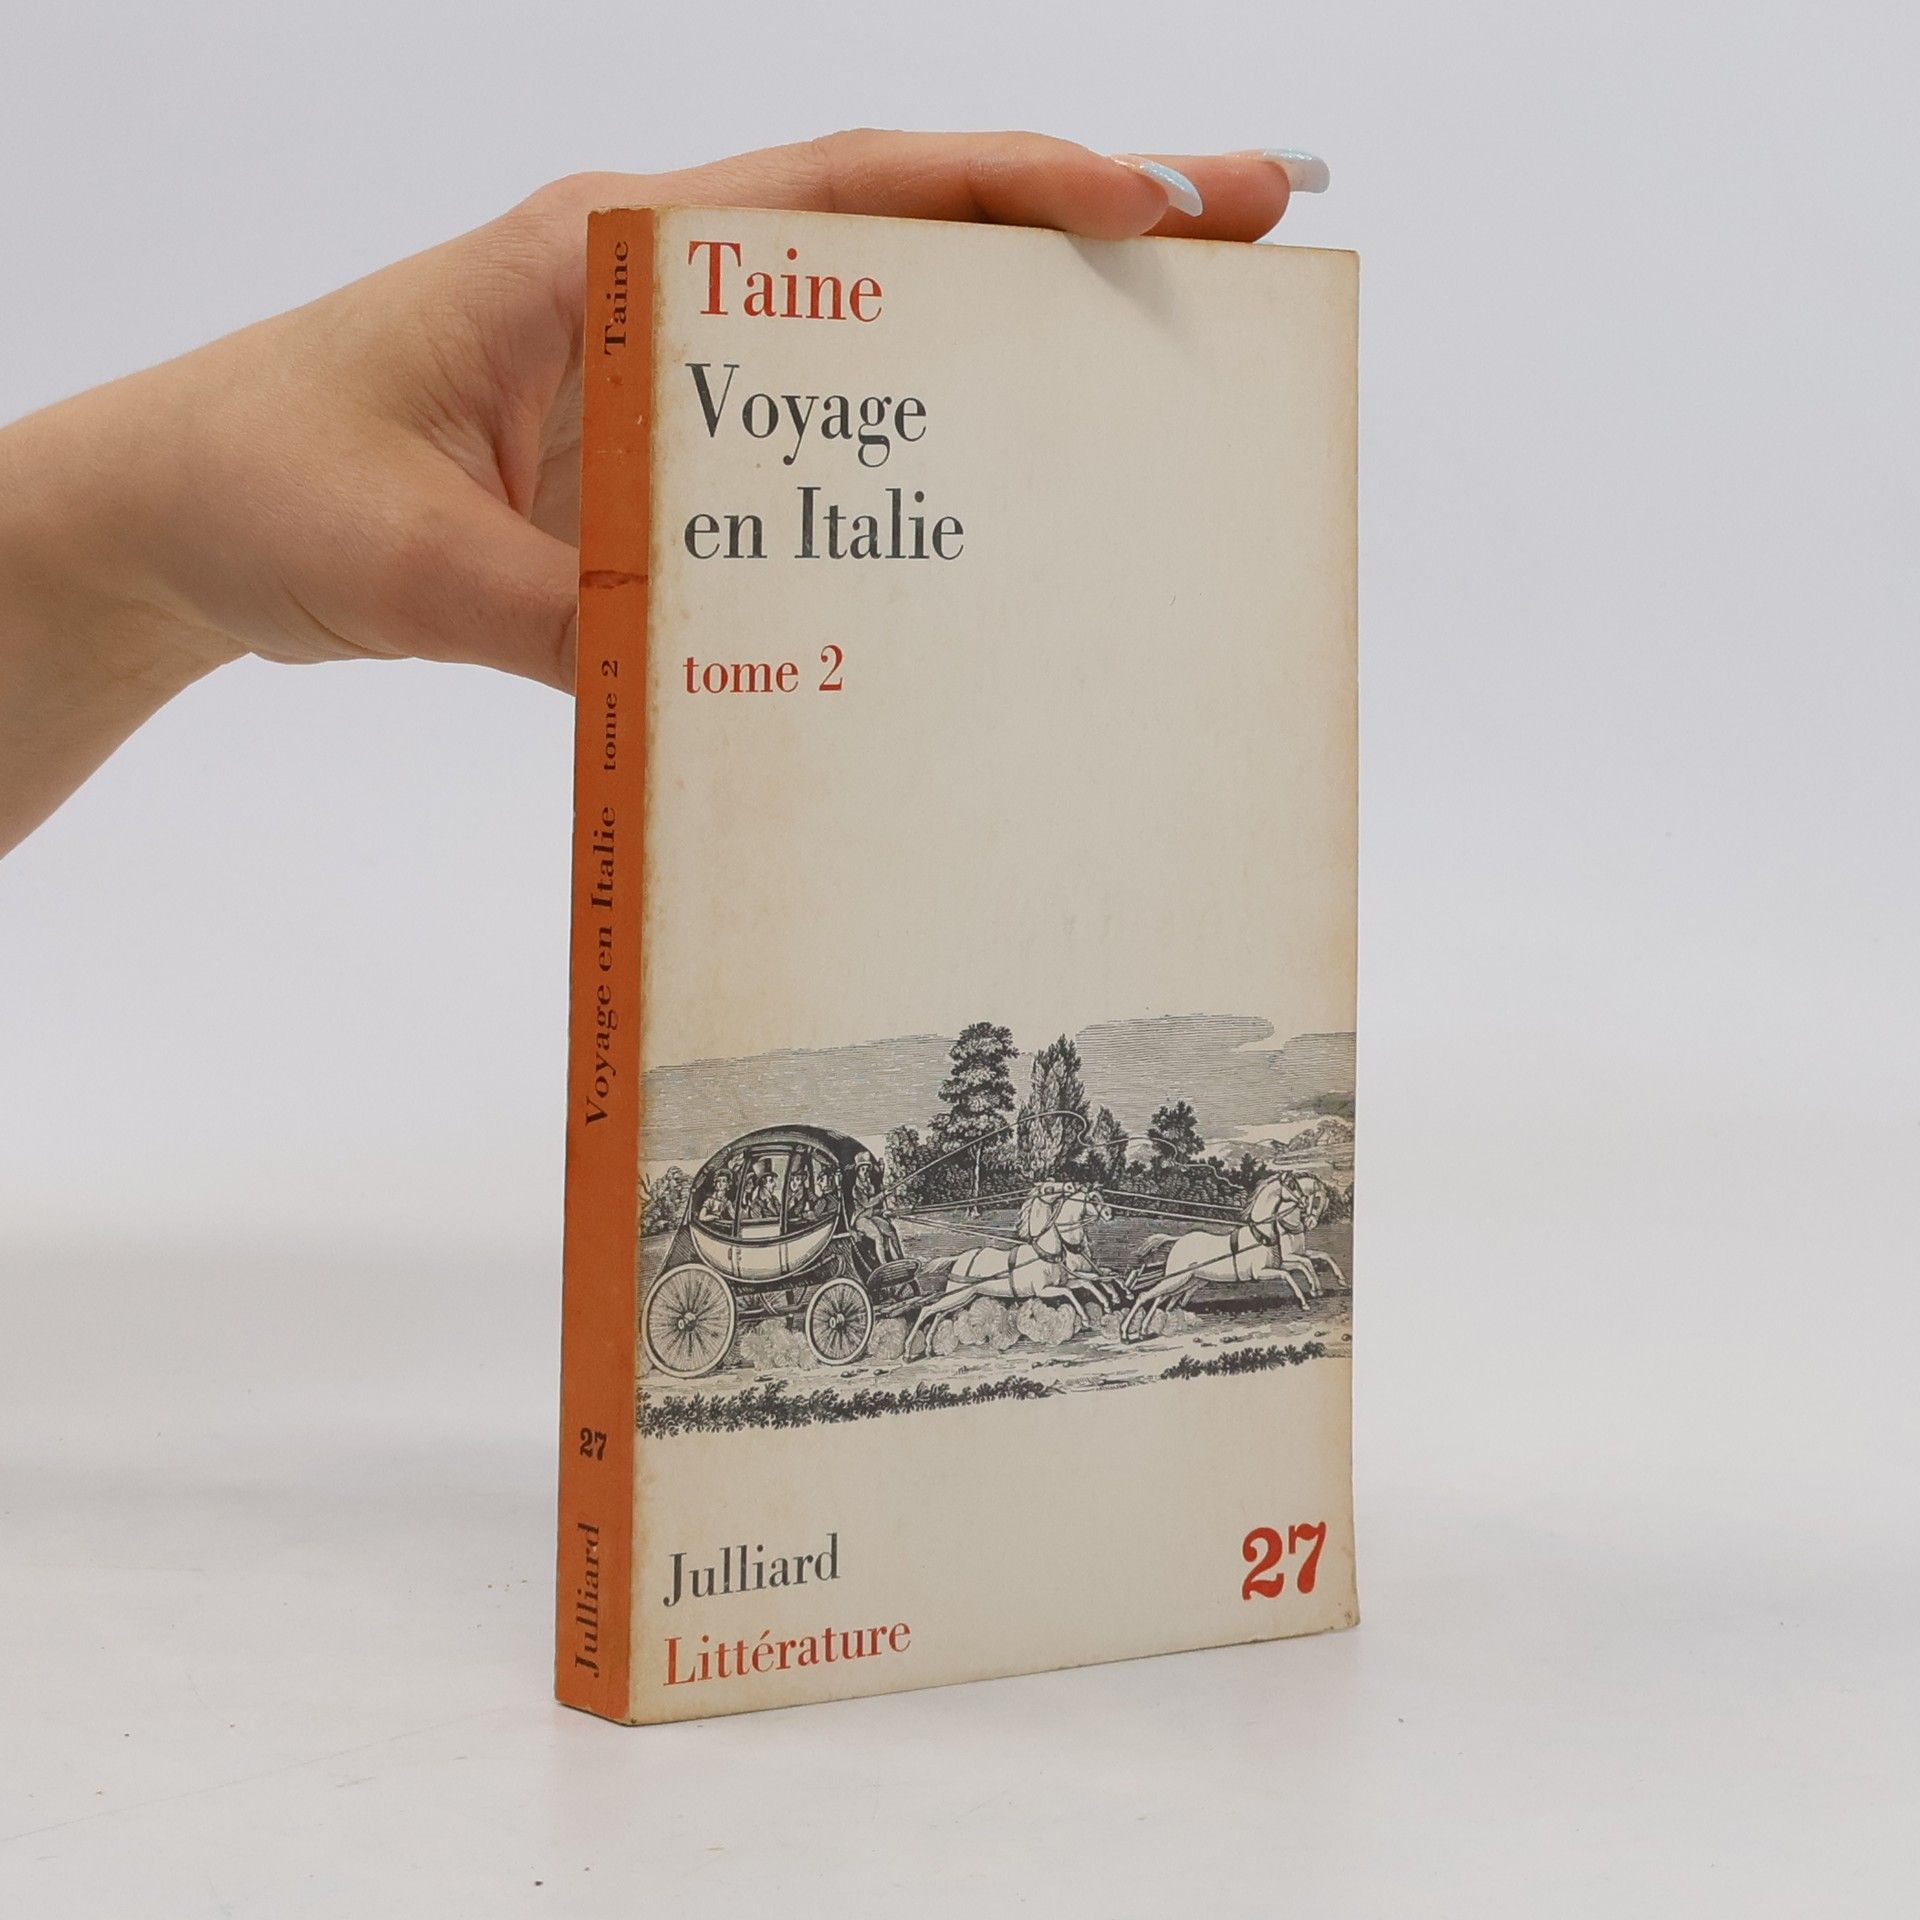 Taine
Voyage
en Italie
tome 2
Julliard
Littérature
27
Taine
Voyage en Italie tome 2
27
Julliard